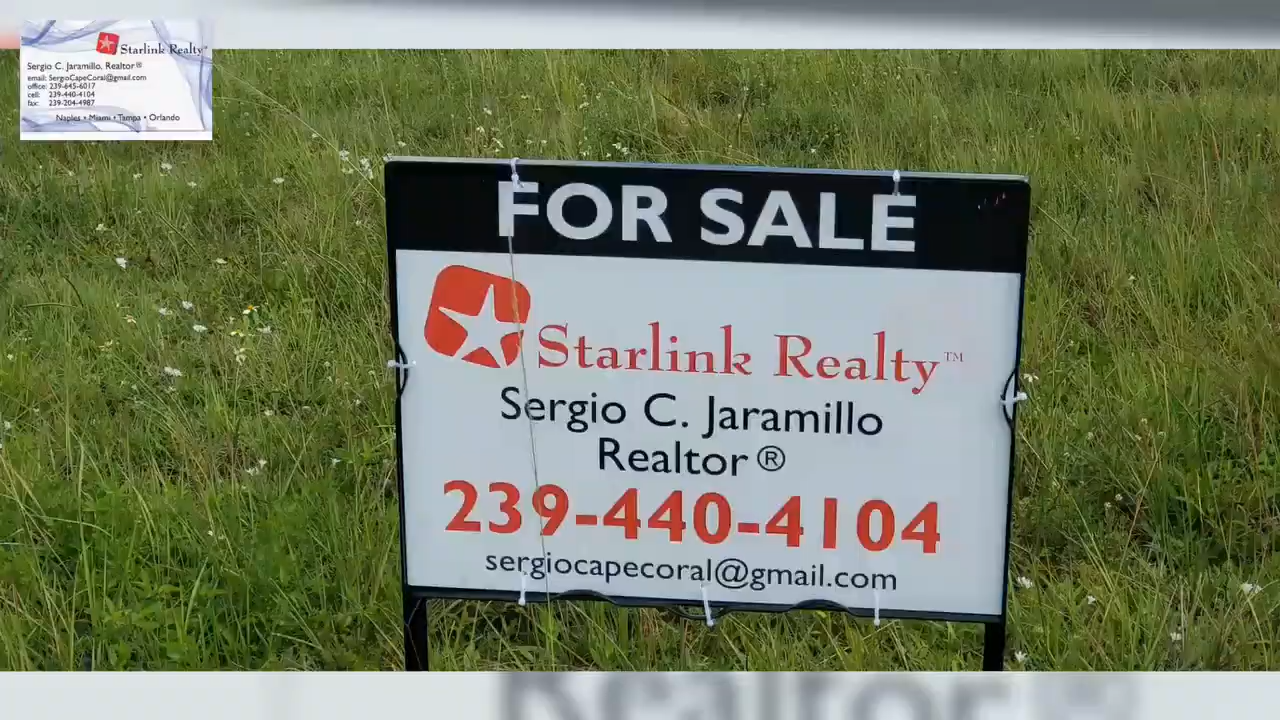 Starlink Realty
Sergio C. Jaramillo, Realtor ®
email: SergioCapeCoral@gmail.com
office: 239-645-6017
cell: 239-440-4104
fax: 239-204-4987
Naples • Miami • Tampa • Orlando
FOR SALE
Starlink Realty™
Sergio C. Jaramillo
Realtor ®
239-440-4104
sergiocapecoral@gmail.com
Realtor ®